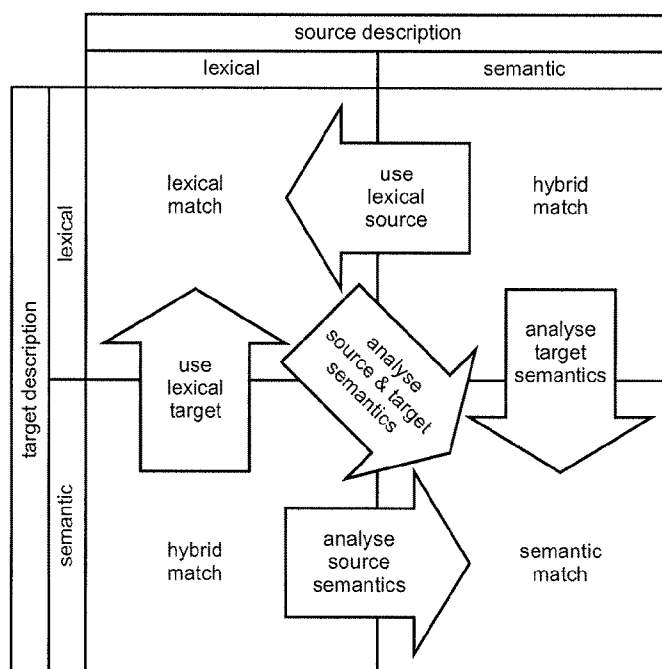 source description
lexical
semantic
target description
lexical
semantic
lexical
match
use
lexical
source
hybrid
match
use
lexical
target
analyse
source & target
semantics
analyse
target
semantics
hybrid
match
analyse
source
semantics
semantic
match